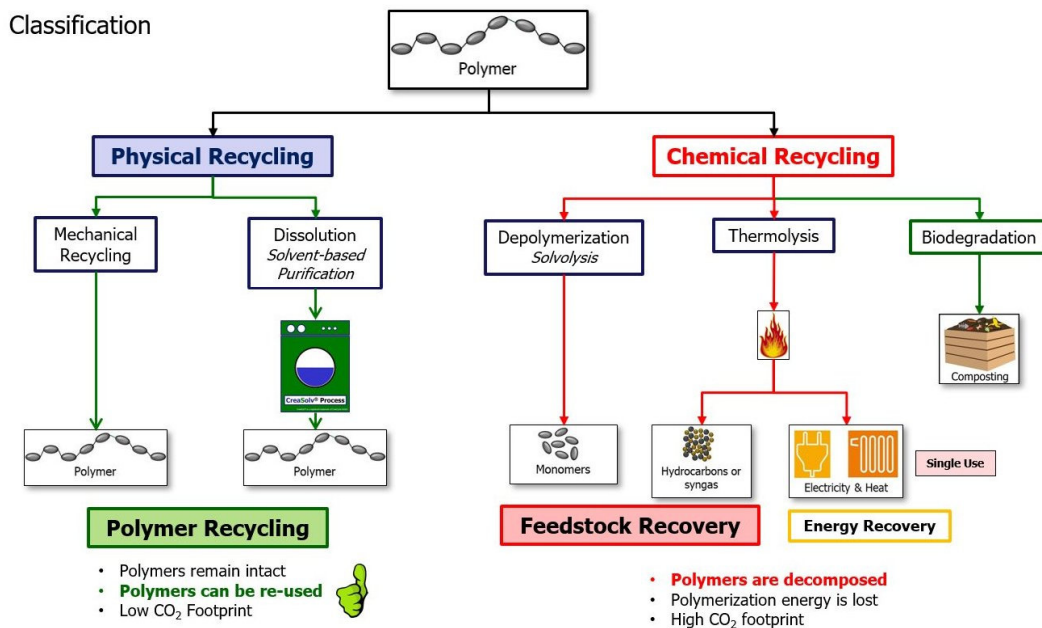 Classification
Polymer
Physical Recycling
Chemical Recycling
Mechanical
Recycling
Dissolution
Solvent-based
Purification
Depolymerization
Solvolysis
Thermolysis
Biodegradation
CreaSolv® Process
Composting
Polymer
Polymer
Monomers
Hydrocarbons or
syngas
Electricity & Heat
Single Use
Polymer Recycling
Feedstock Recovery
Energy Recovery
• Polymers remain intact
• Polymers can be re-used
• Low CO₂ Footprint
• Polymers are decomposed
• Polymerization energy is lost
• High CO₂ footprint